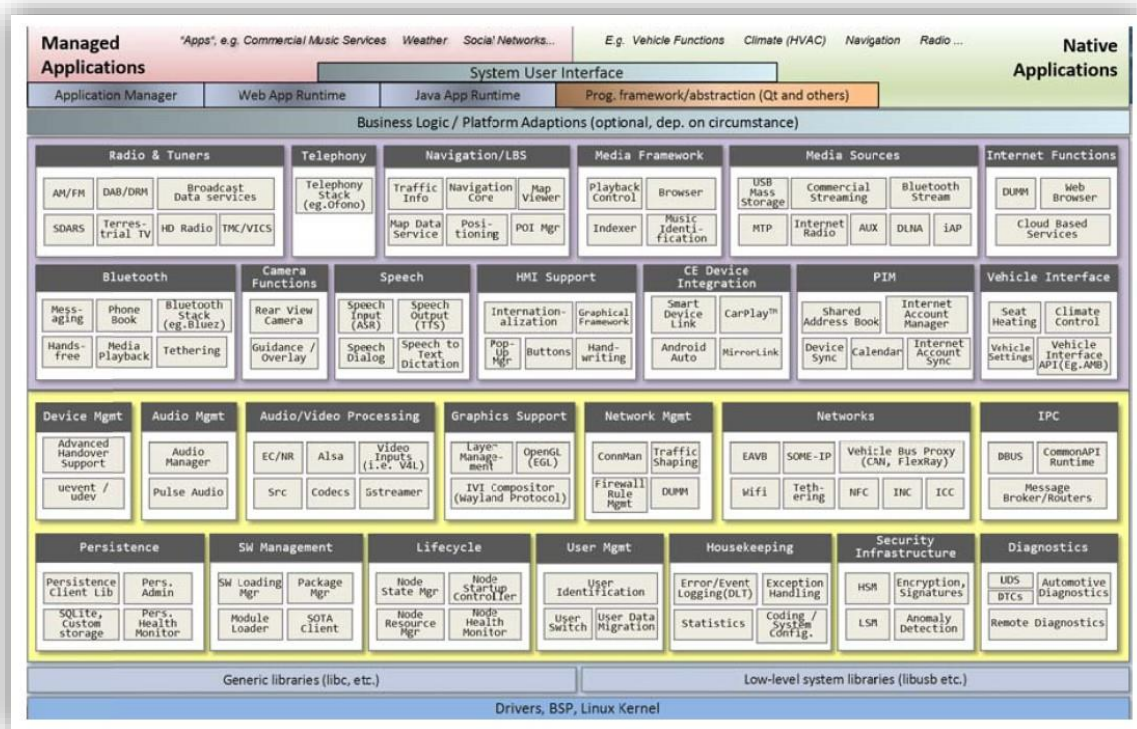 Managed
Applications
"Apps", e.g. Commercial Music Services Weather Social Networks...
E.g. Vehicle Functions Climate (HVAC) Navigation Radio ...
Native
Applications
System User Interface
Application Manager
Web App Runtime
Java App Runtime
Prog. framework/abstraction (Qt and others)
Business Logic / Platform Adaptions (optional, dep. on circumstance)
Radio & Tuners
AM/FM
DAB/DRM
Broadcast
Data services
SDARS
Terres-
trial TV
HD Radio
TMC/VICS
Telephony
Telephony
Stack
(eg.Ofono)
Navigation/LBS
Traffic
Info
Navigation
Core
Map
Viewer
Map Data
Service
Posi-
tioning
POI Mgr
Media Framework
Playback
Control
Browser
Indexer
Music
Identi-
fication
Media Sources
USB
Mass
Storage
Commercial
Streaming
Bluetooth
Stream
MTP
Internet
Radio
AUX
DLNA
iAP
Internet Functions
DUMM
Web
Browser
Cloud Based
Services
Bluetooth
Mess-
aging
Phone
Book
Bluetooth
Stack
(eg.Bluez)
Hands-
free
Media
Playback
Tethering
Camera
Functions
Rear View
Camera
Guidance /
Overlay
Speech
Speech
Input
(ASR)
Speech
Output
(TTS)
Speech
Dialog
Speech to
Text
Dictation
HMI Support
Internation-
alization
Graphical
Framework
Pop-
Up
Mgr
Buttons
Hand-
writing
CE Device
Integration
Smart
Device
Link
CarPlay™
Android
Auto
MirrorLink
PIM
Shared
Address Book
Internet
Account
Manager
Device
Sync
Calendar
Internet
Account
Sync
Vehicle Interface
Seat
Heating
Climate
Control
Vehicle
Settings
Vehicle
Interface
API(Eg.AMB)
Device Mgmt
Advanced
Handover
Support
uevent /
udev
Audio Mgmt
Audio
Manager
Pulse Audio
Audio/Video Processing
EC/NR
Alsa
Video
Inputs
(i.e. V4L)
Src
Codecs
Gstreamer
Graphics Support
Layer
Manage-
ment
OpenGL
(EGL)
IVI Compositor
(Wayland Protocol)
Network Mgmt
ConnMan
Traffic
Shaping
Firewall
Rule
Mgmt
DUMM
Networks
EAVB
SOME-IP
Vehicle Bus Proxy
(CAN, FlexRay)
Wifi
Teth-
ering
NFC
INC
ICC
IPC
DBUS
CommonAPI
Runtime
Message
Broker/Routers
Persistence
Persistence
Client Lib
Pers.
Admin
SQLite,
Custom
storage
Pers.
Health
Monitor
SW Management
SW Loading
Mgr
Package
Mgr
Module
Loader
SOTA
Client
Lifecycle
Node
State Mgr
Node
Startup
Controller
Node
Resource
Mgr
Node
Health
Monitor
User Mgmt
User
Identification
User
Switch
User Data
Migration
Housekeeping
Error/Event
Logging(DLT)
Exception
Handling
Statistics
Coding /
System
Config.
Security
Infrastructure
HSM
Encryption,
Signatures
LSM
Anomaly
Detection
Diagnostics
UDS
DTCs
Automotive
Diagnostics
Remote Diagnostics
Generic libraries (libc, etc.)
Low-level system libraries (libusb etc.)
Drivers, BSP, Linux Kernel